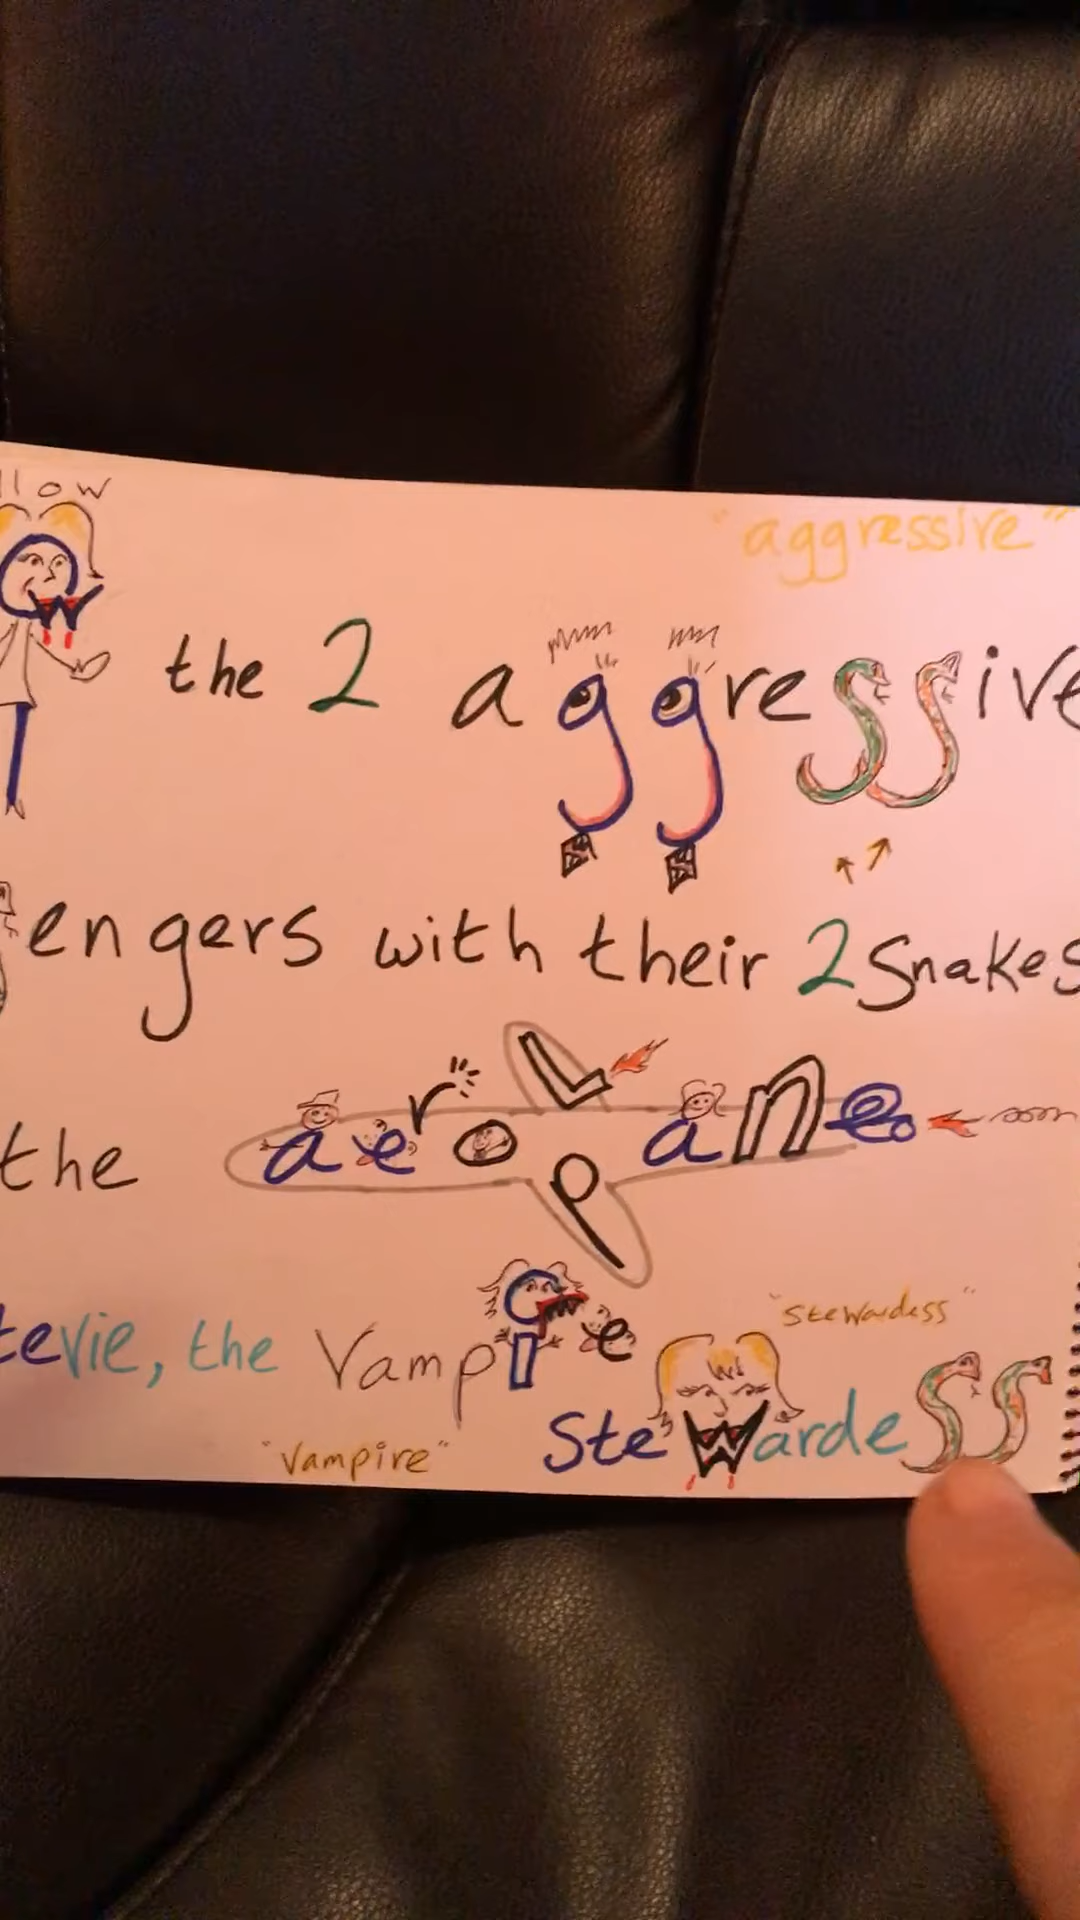 llow
"aggressive"
the 2 aggressive
engers with their 2 snakes
the aeroplane
tevie, the Vampire
"Stewardess"
"Vampire"
SteWardess